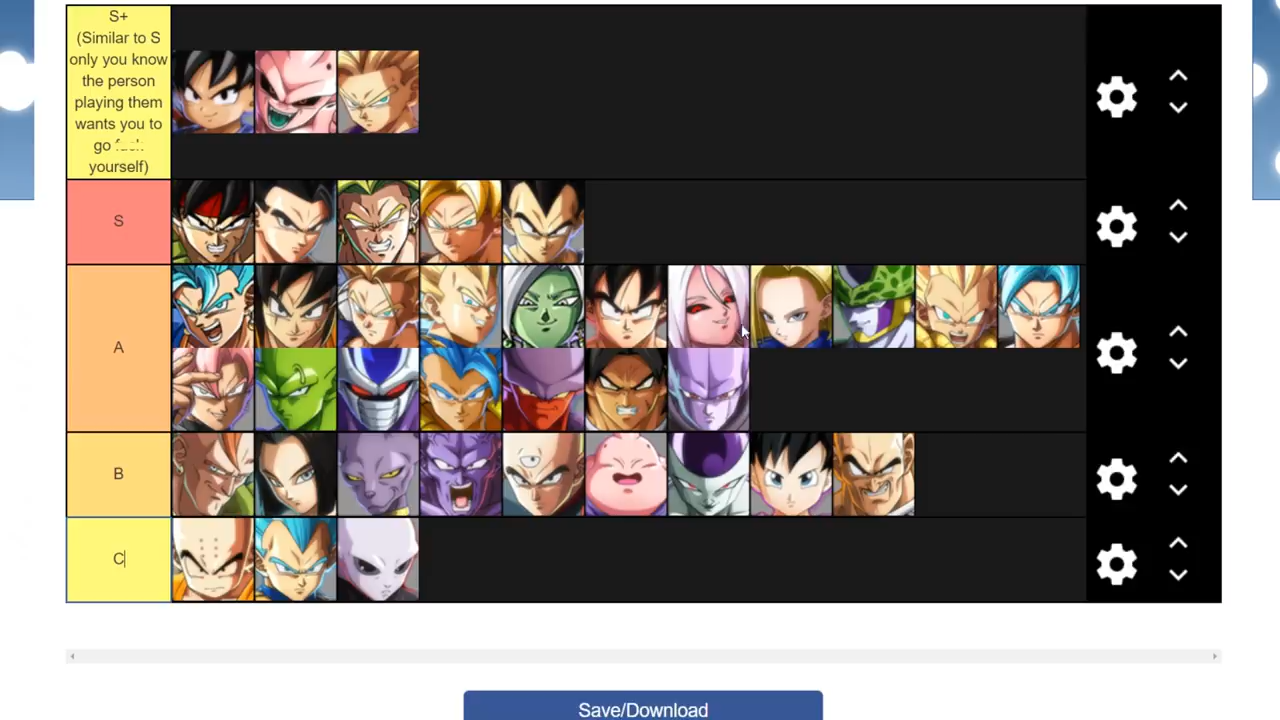 S+
(Similar to S
only you know
the person
playing them
wants you to
go
yourself)
S
A
B
C
Save/Download